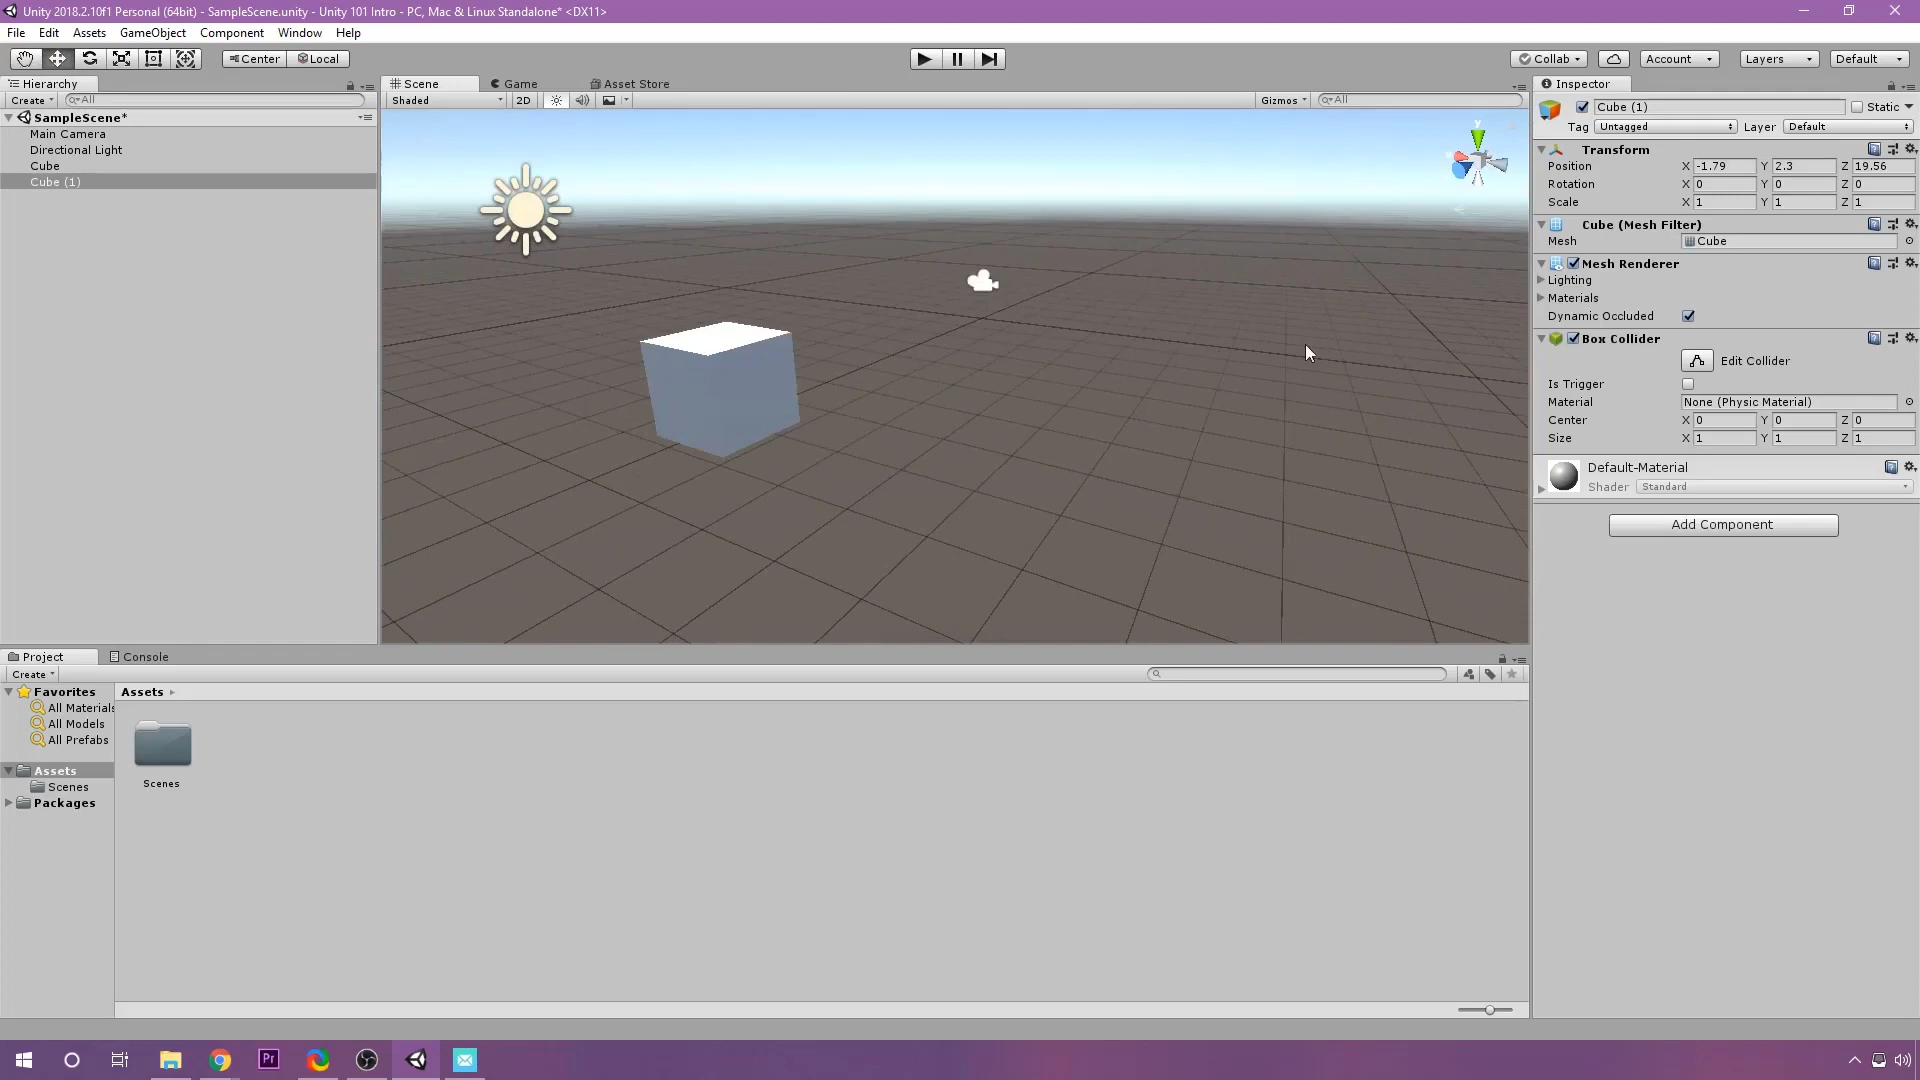 Unity 2018.2.10f1 Personal (64bit) - SampleScene.unity - Unity 101 Intro - PC, Mac & Linux Standalone* <DX11>
File Edit Assets GameObject Component Window Help
Center Local Collab Account Layers Default
Hierarchy
Create All
SampleScene*
Main Camera
Directional Light
Cube
Cube (1)
Scene Game Asset Store
Shaded 2D Gizmos All
y
Inspector
Cube (1) Static
Tag Untagged Layer Default
Transform
Position X -1.79 Y 2.3 Z 19.56
Rotation X 0 Y 0 Z 0
Scale X 1 Y 1 Z 1
Cube (Mesh Filter)
Mesh Cube
Mesh Renderer
Lighting
Materials
Dynamic Occluded
Box Collider
Edit Collider
Is Trigger
Material None (Physic Material)
Center X 0 Y 0 Z 0
Size X 1 Y 1 Z 1
Default-Material
Shader Standard
Add Component
Project Console
Create
Favorites
All Materials
All Models
All Prefabs
Assets
Scenes
Packages
Assets
Scenes
Pr